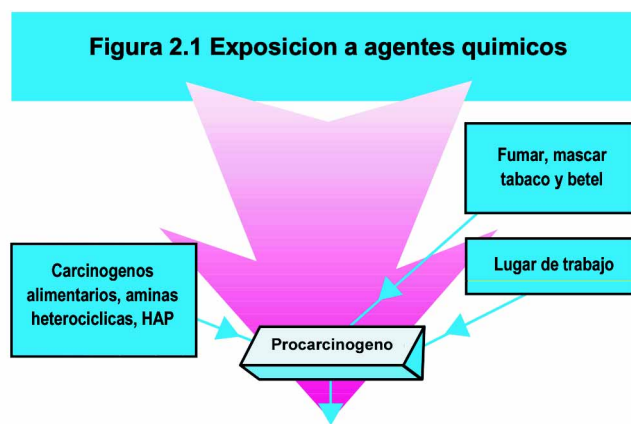 Figura 2.1 Exposicion a agentes quimicos
Fumar, mascar
tabaco y betel
Lugar de trabajo
Carcinogenos
alimentarios, aminas
heterociclicas, HAP
Procarcinogeno